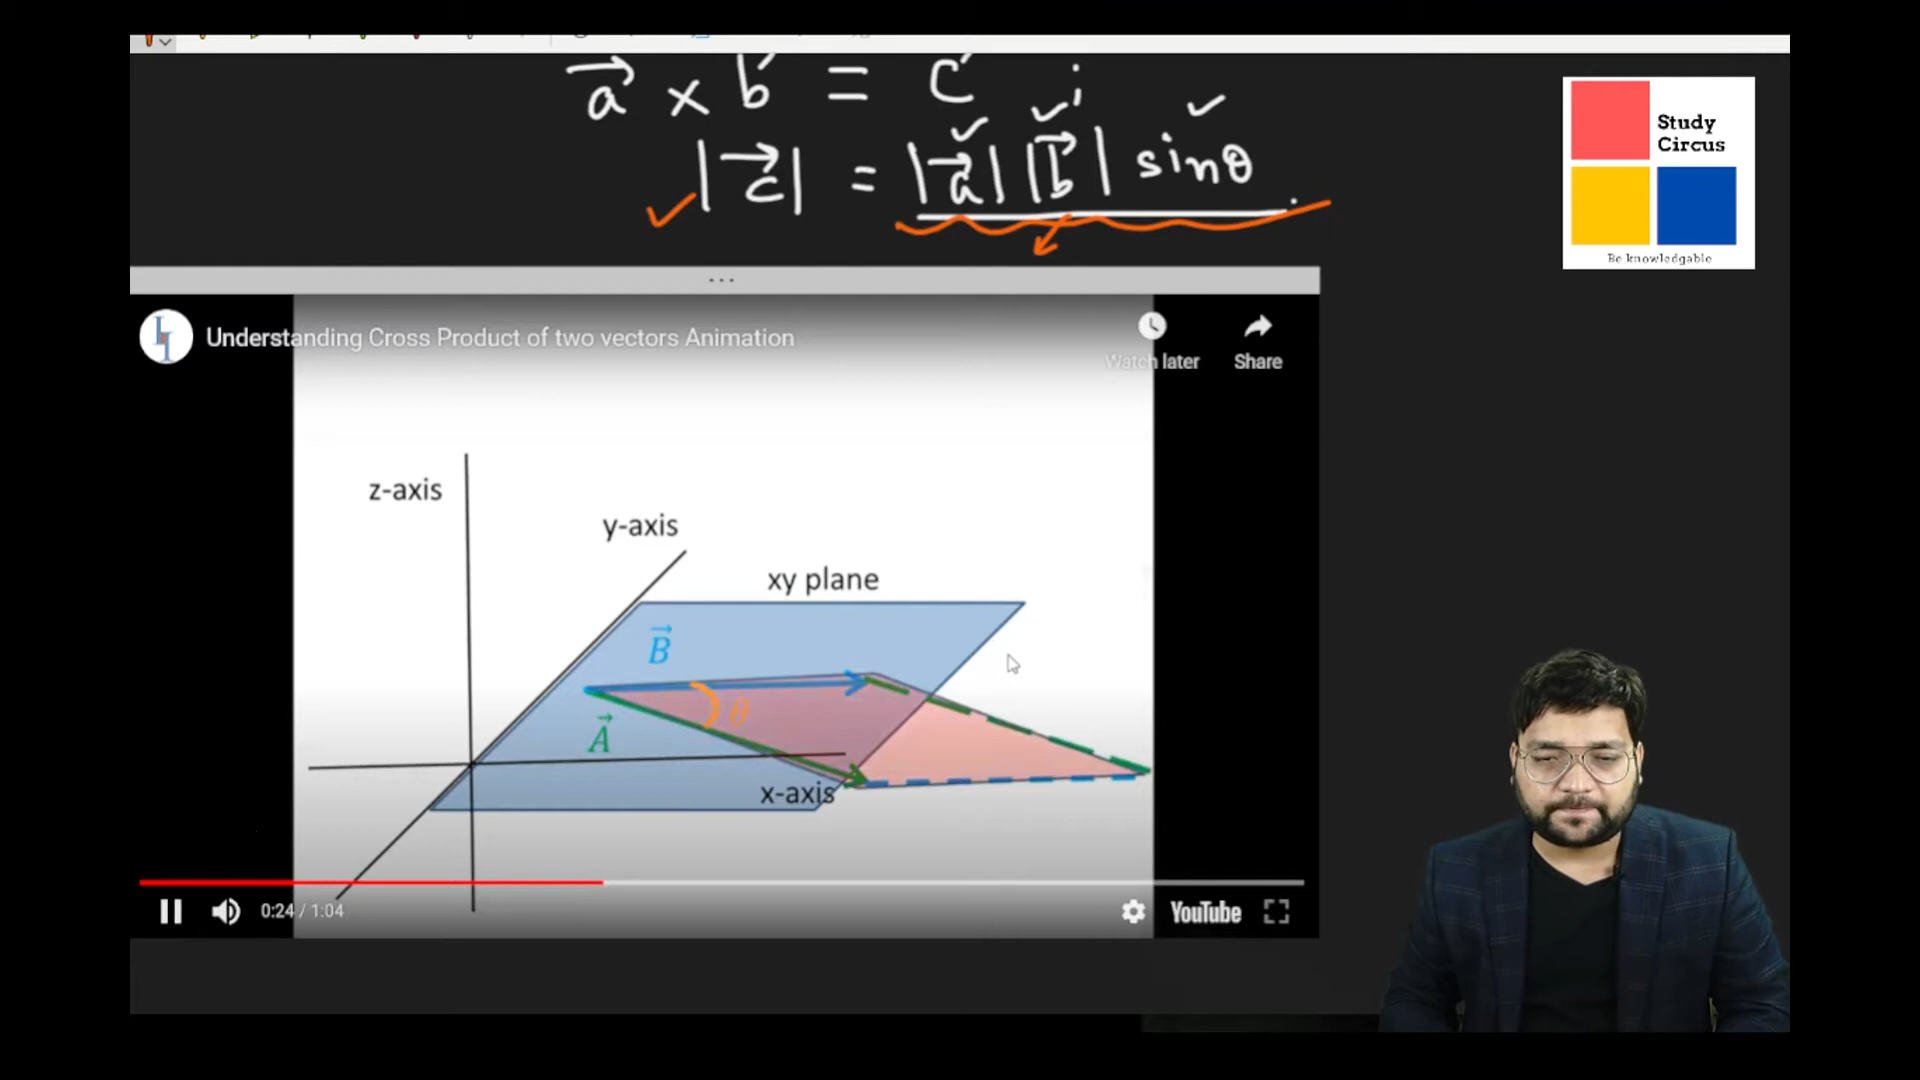 a⃗ × b⃗ = c⃗ ;
|c⃗| = |a⃗| |b⃗| sinθ .
Study
Circus
Be knowledgable
Understanding Cross Product of two vectors Animation
Watch later
Share
z-axis
y-axis
xy plane
B⃗
θ
A⃗
x-axis
0:24 / 1:04
YouTube